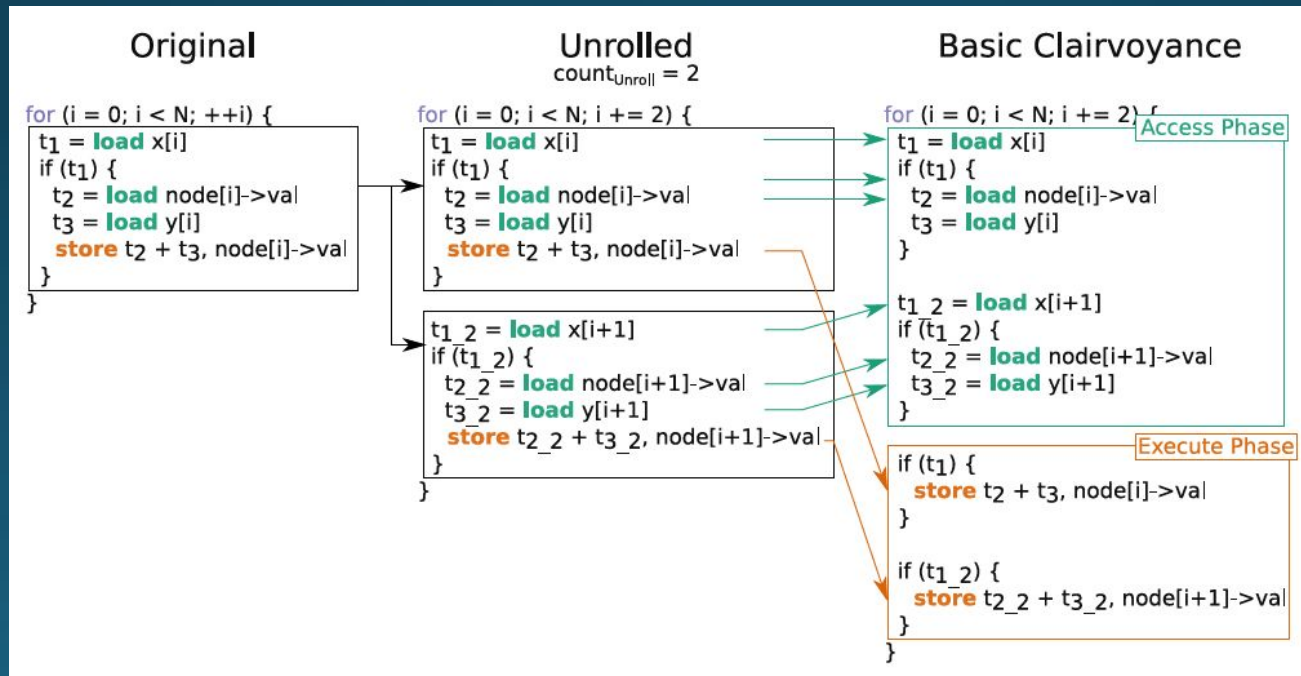 Original
for (i = 0; i < N; ++i) {
t1 = load x[i]
if (t1) {
t2 = load node[i]->val
t3 = load y[i]
store t2 + t3, node[i]->val
}
}
Unrolled
countUnroll = 2
for (i = 0; i < N; i += 2) {
t1 = load x[i]
if (t1) {
t2 = load node[i]->val
t3 = load y[i]
store t2 + t3, node[i]->val
}
t1_2 = load x[i+1]
if (t1_2) {
t2_2 = load node[i+1]->val
t3_2 = load y[i+1]
store t2_2 + t3_2, node[i+1]->val
}
}
Basic Clairvoyance
for (i = 0; i < N; i += 2) {
Access Phase
t1 = load x[i]
if (t1) {
t2 = load node[i]->val
t3 = load y[i]
}
t1_2 = load x[i+1]
if (t1_2) {
t2_2 = load node[i+1]->val
t3_2 = load y[i+1]
}
Execute Phase
if (t1) {
store t2 + t3, node[i]->val
}
if (t1_2) {
store t2_2 + t3_2, node[i+1]->val
}
}